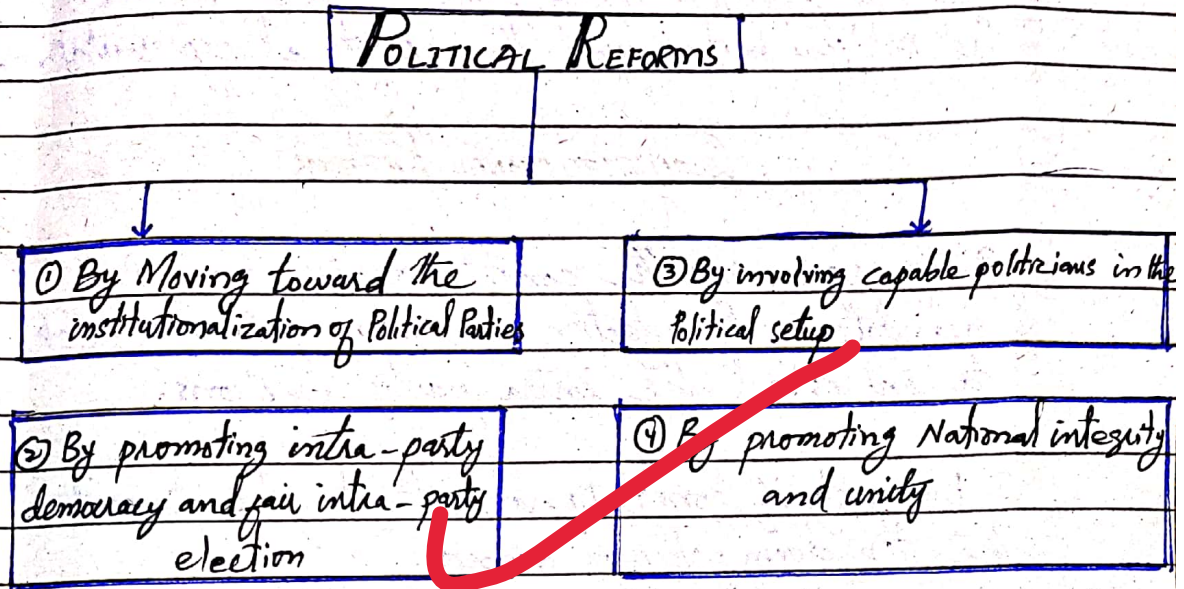 POLITICAL REFORMS
① By Moving toward the
institutionalization of Political Parties
② By promoting intra-party
democracy and fair intra-party
election
③ By involving capable politicians in the
Political setup
④ By promoting National integrity
and unity